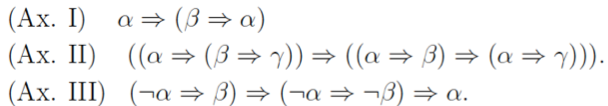 (Ax. I) α ⇒ (β ⇒ α)
(Ax. II) ((α ⇒ (β ⇒ γ)) ⇒ ((α ⇒ β) ⇒ (α ⇒ γ))).
(Ax. III) (¬α ⇒ β) ⇒ (¬α ⇒ ¬β) ⇒ α.